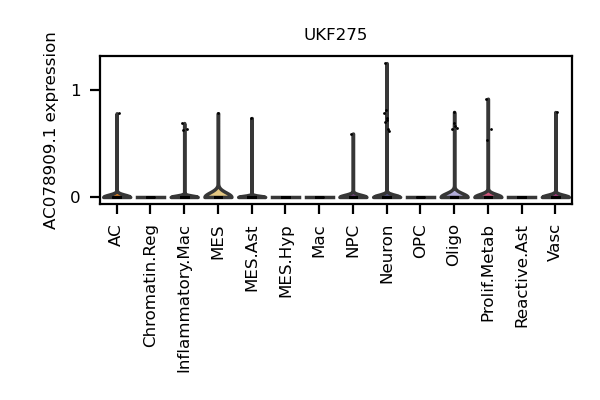 UKF275
AC078909.1 expression
1
0
AC
Chromatin.Reg
Inflammatory.Mac
MES
MES.Ast
MES.Hyp
Mac
NPC
Neuron
OPC
Oligo
Prolif.Metab
Reactive.Ast
Vasc